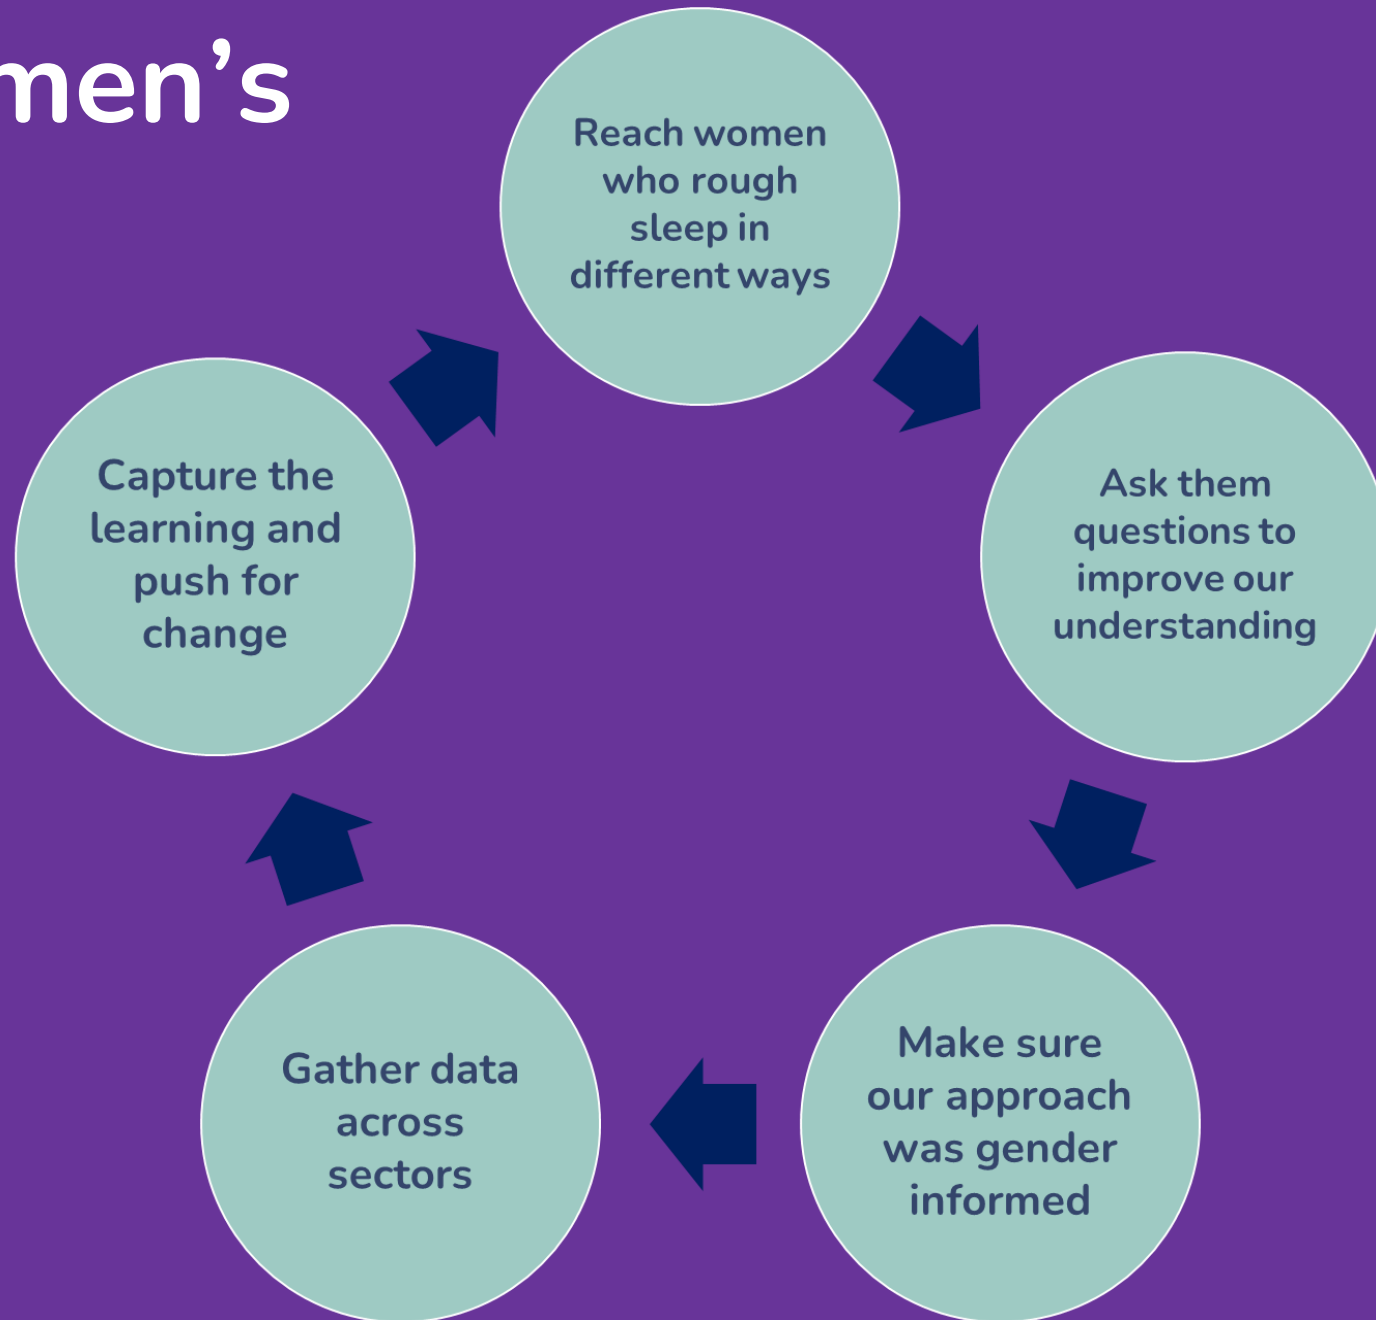 men's
Reach women
who rough
sleep in
different ways
Ask them
questions to
improve our
understanding
Make sure
our approach
was gender
informed
Gather data
across
sectors
Capture the
learning and
push for
change